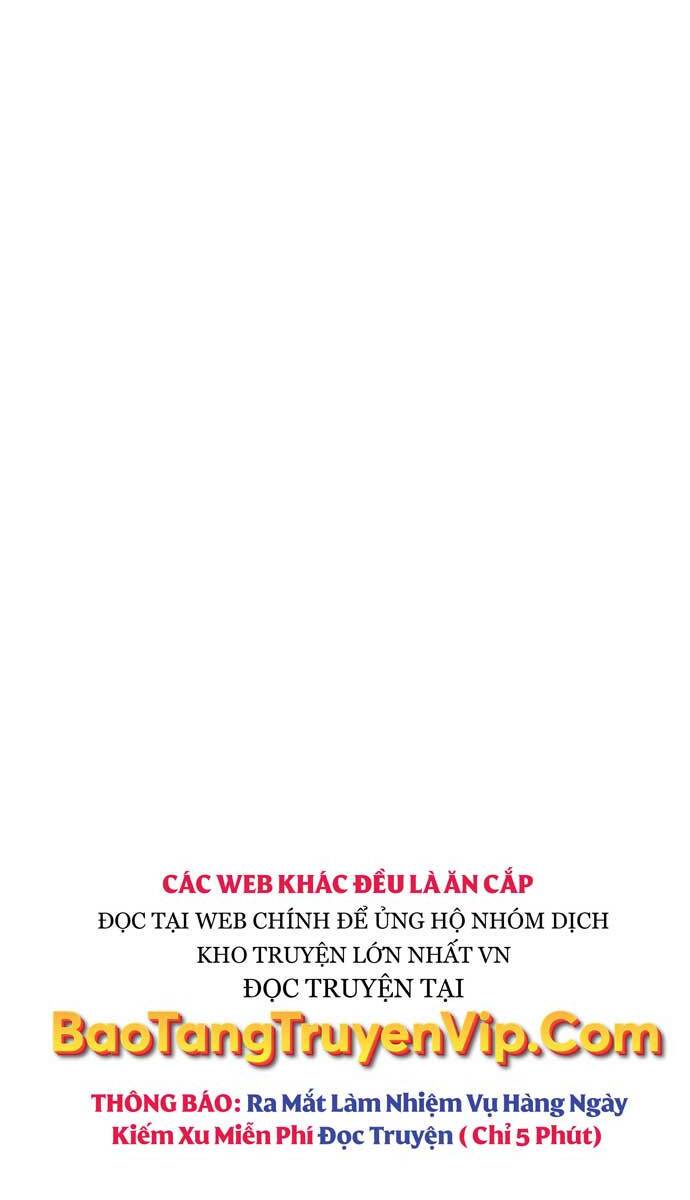 CÁC WEB KHÁC ĐỀU LÀ ĂN CẮP
ĐỌC TẠI WEB CHÍNH ĐỂ ỦNG HỘ NHÓM DỊCH
KHO TRUYỆN LỚN NHẤT VN
ĐỌC TRUYỆN TẠI
BaoTangTruyenVip.Com
THÔNG BÁO: Ra Mắt Làm Nhiệm Vụ Hàng Ngày
Kiếm Xu Miễn Phí Đọc Truyện ( Chỉ 5 Phút)